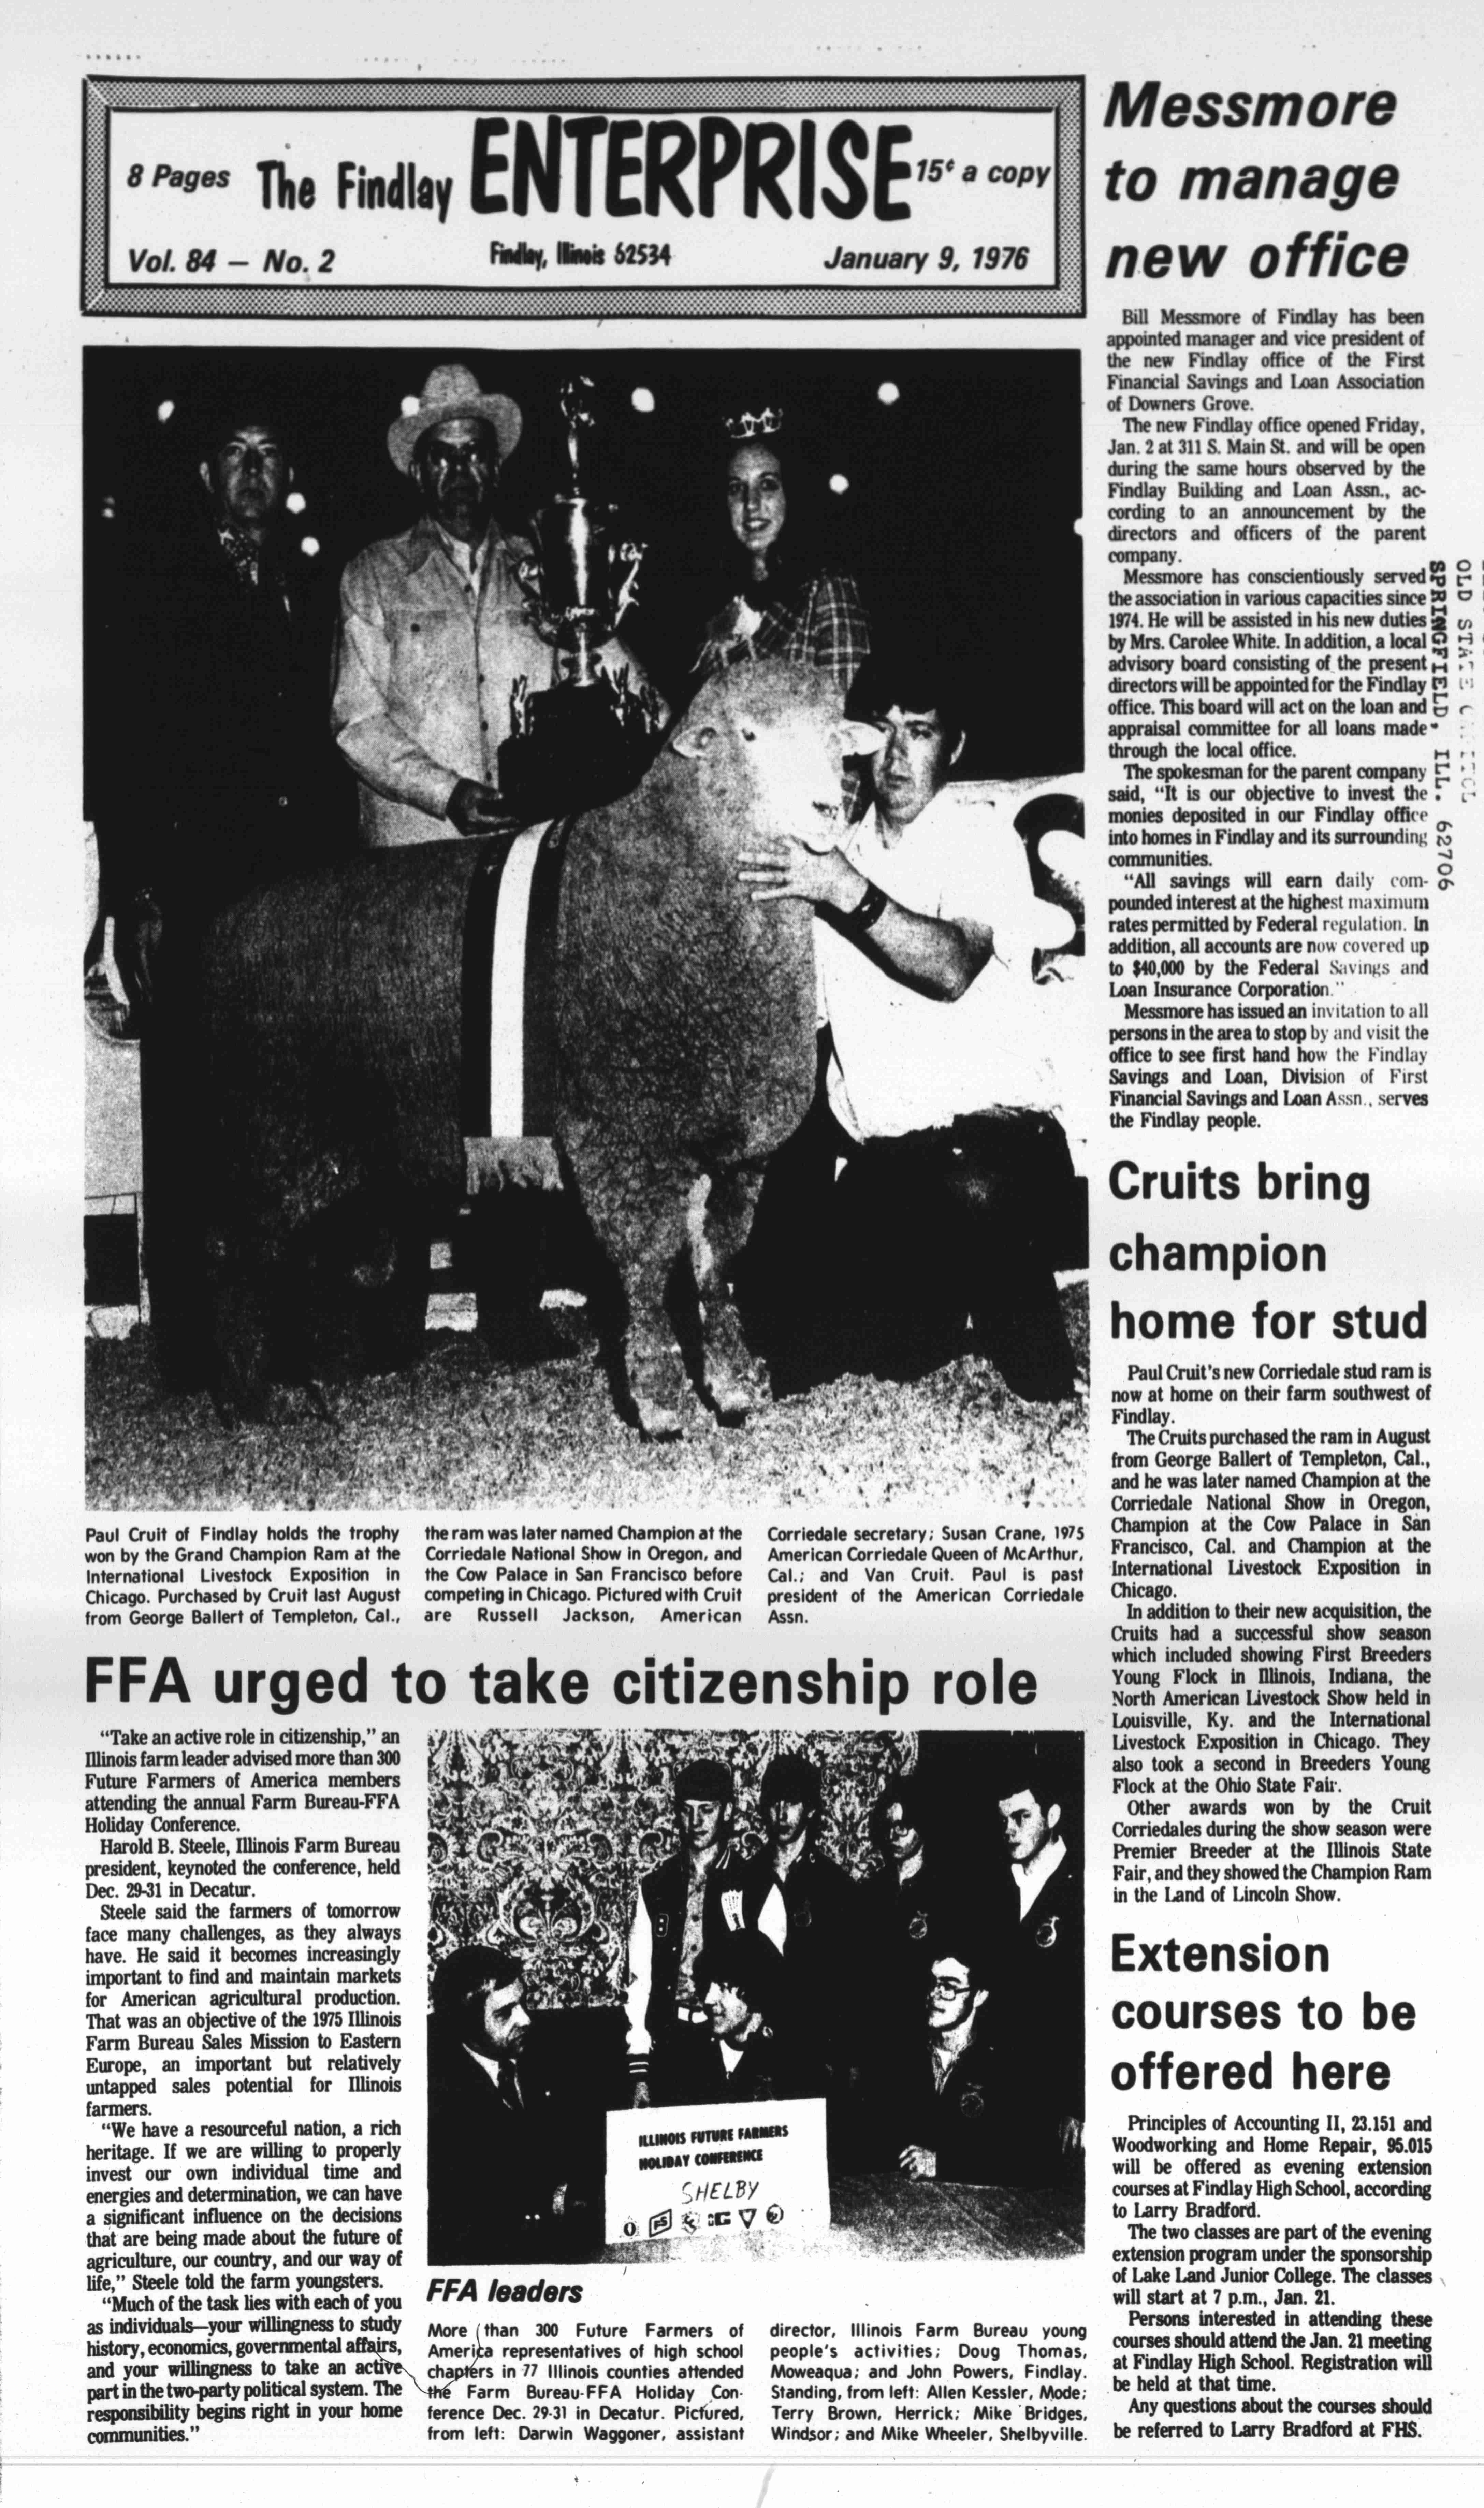 8 Pages The Findlay ENTERPRISE 15¢ a copy
Vol. 84 — No. 2 Findlay, Illinois 62534 January 9, 1976
Paul Cruit of Findlay holds the trophy
won by the Grand Champion Ram at the
International Livestock Exposition in
Chicago. Purchased by Cruit last August
from George Ballert of Templeton, Cal.,
the ram was later named Champion at the
Corriedale National Show in Oregon, and
the Cow Palace in San Francisco before
competing in Chicago. Pictured with Cruit
are Russell Jackson, American
Corriedale secretary; Susan Crane, 1975
American Corriedale Queen of McArthur,
Cal.; and Van Cruit. Paul is past
president of the American Corriedale
Assn.
FFA urged to take citizenship role
“Take an active role in citizenship,” an
Illinois farm leader advised more than 300
Future Farmers of America members
attending the annual Farm Bureau-FFA
Holiday Conference.
Harold B. Steele, Illinois Farm Bureau
president, keynoted the conference, held
Dec. 29-31 in Decatur.
Steele said the farmers of tomorrow
face many challenges, as they always
have. He said it becomes increasingly
important to find and maintain markets
for American agricultural production.
That was an objective of the 1975 Illinois
Farm Bureau Sales Mission to Eastern
Europe, an important but relatively
untapped sales potential for Illinois
farmers.
“We have a resourceful nation, a rich
heritage. If we are willing to properly
invest our own individual time and
energies and determination, we can have
a significant influence on the decisions
that are being made about the future of
agriculture, our country, and our way of
life,” Steele told the farm youngsters.
“Much of the task lies with each of you
as individuals—your willingness to study
history, economics, governmental affairs,
and your willingness to take an active
part in the two-party political system. The
responsibility begins right in your home
communities.”
ILLINOIS FUTURE FARMERS
HOLIDAY CONFERENCE
SHELBY
FS
FFA leaders
More than 300 Future Farmers of
America representatives of high school
chapters in 77 Illinois counties attended
the Farm Bureau-FFA Holiday Con-
ference Dec. 29-31 in Decatur. Pictured,
from left: Darwin Waggoner, assistant
director, Illinois Farm Bureau young
people's activities; Doug Thomas,
Moweaqua; and John Powers, Findlay.
Standing, from left: Allen Kessler, Mode;
Terry Brown, Herrick; Mike Bridges,
Windsor; and Mike Wheeler, Shelbyville.
Messmore
to manage
new office
Bill Messmore of Findlay has been
appointed manager and vice president of
the new Findlay office of the First
Financial Savings and Loan Association
of Downers Grove.
The new Findlay office opened Friday,
Jan. 2 at 311 S. Main St. and will be open
during the same hours observed by the
Findlay Building and Loan Assn., ac-
cording to an announcement by the
directors and officers of the parent
company.
Messmore has conscientiously served
the association in various capacities since
1974. He will be assisted in his new duties
by Mrs. Carolee White. In addition, a local
advisory board consisting of the present
directors will be appointed for the Findlay
office. This board will act on the loan and
appraisal committee for all loans made
through the local office.
The spokesman for the parent company
said, “It is our objective to invest the
monies deposited in our Findlay office
into homes in Findlay and its surrounding
communities.
“All savings will earn daily com-
pounded interest at the highest maximum
rates permitted by Federal regulation. In
addition, all accounts are now covered up
to $40,000 by the Federal Savings and
Loan Insurance Corporation.”
Messmore has issued an invitation to all
persons in the area to stop by and visit the
office to see first hand how the Findlay
Savings and Loan, Division of First
Financial Savings and Loan Assn., serves
the Findlay people.
OLD STATE
SPRINGFIELD, ILL. 62706
Cruits bring
champion
home for stud
Paul Cruit's new Corriedale stud ram is
now at home on their farm southwest of
Findlay.
The Cruits purchased the ram in August
from George Ballert of Templeton, Cal.,
and he was later named Champion at the
Corriedale National Show in Oregon,
Champion at the Cow Palace in San
Francisco, Cal. and Champion at the
International Livestock Exposition in
Chicago.
In addition to their new acquisition, the
Cruits had a successful show season
which included showing First Breeders
Young Flock in Illinois, Indiana, the
North American Livestock Show held in
Louisville, Ky. and the International
Livestock Exposition in Chicago. They
also took a second in Breeders Young
Flock at the Ohio State Fair.
Other awards won by the Cruit
Corriedales during the show season were
Premier Breeder at the Illinois State
Fair, and they showed the Champion Ram
in the Land of Lincoln Show.
Extension
courses to be
offered here
Principles of Accounting II, 23.151 and
Woodworking and Home Repair, 95.015
will be offered as evening extension
courses at Findlay High School, according
to Larry Bradford.
The two classes are part of the evening
extension program under the sponsorship
of Lake Land Junior College. The classes
will start at 7 p.m., Jan. 21.
Persons interested in attending these
courses should attend the Jan. 21 meeting
at Findlay High School. Registration will
be held at that time.
Any questions about the courses should
be referred to Larry Bradford at FHS.